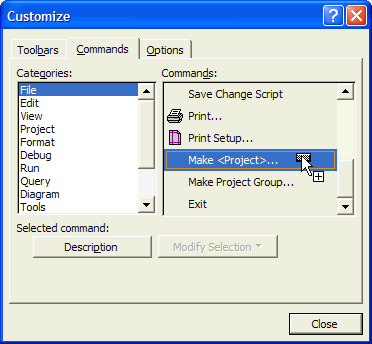 Customize
Toolbars Commands Options
Categories:
File
Edit
View
Project
Format
Debug
Run
Query
Diagram
Tools
Commands:
Save Change Script
Print...
Print Setup...
Make <Project>...
Make Project Group...
Exit
Selected command:
Description Modify Selection
Close